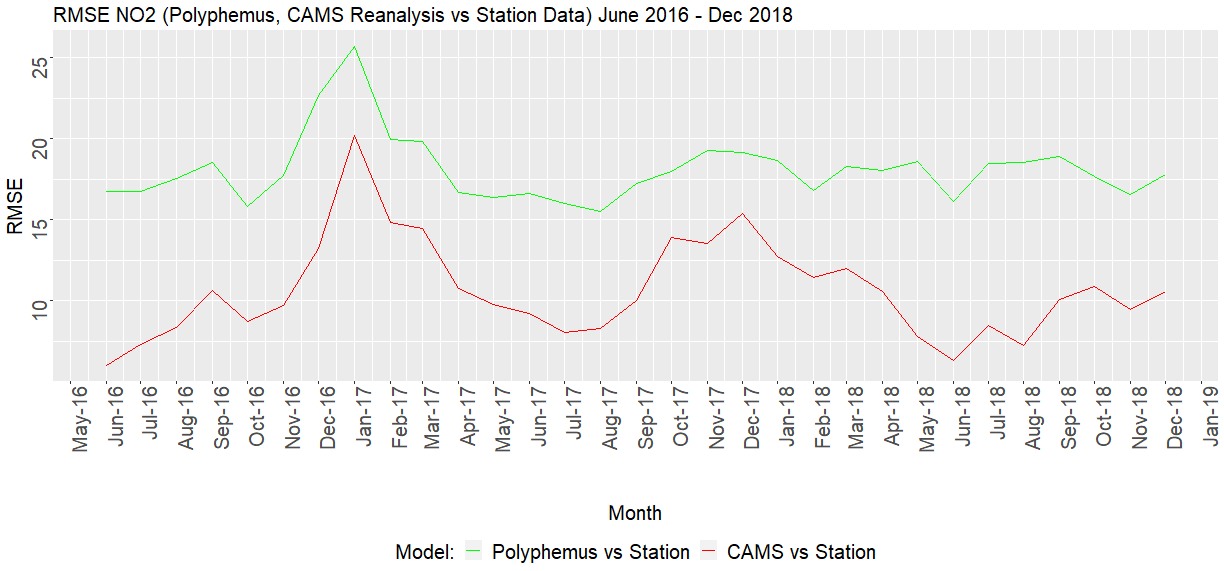 RMSE NO2 (Polyphemus, CAMS Reanalysis vs Station Data) June 2016 - Dec 2018
RMSE
25
20
15
10
May-16
Jun-16
Jul-16
Aug-16
Sep-16
Oct-16
Nov-16
Dec-16
Jan-17
Feb-17
Mar-17
Apr-17
May-17
Jun-17
Jul-17
Aug-17
Sep-17
Oct-17
Nov-17
Dec-17
Jan-18
Feb-18
Mar-18
Apr-18
May-18
Jun-18
Jul-18
Aug-18
Sep-18
Oct-18
Nov-18
Dec-18
Jan-19
Month
Model: Polyphemus vs Station CAMS vs Station